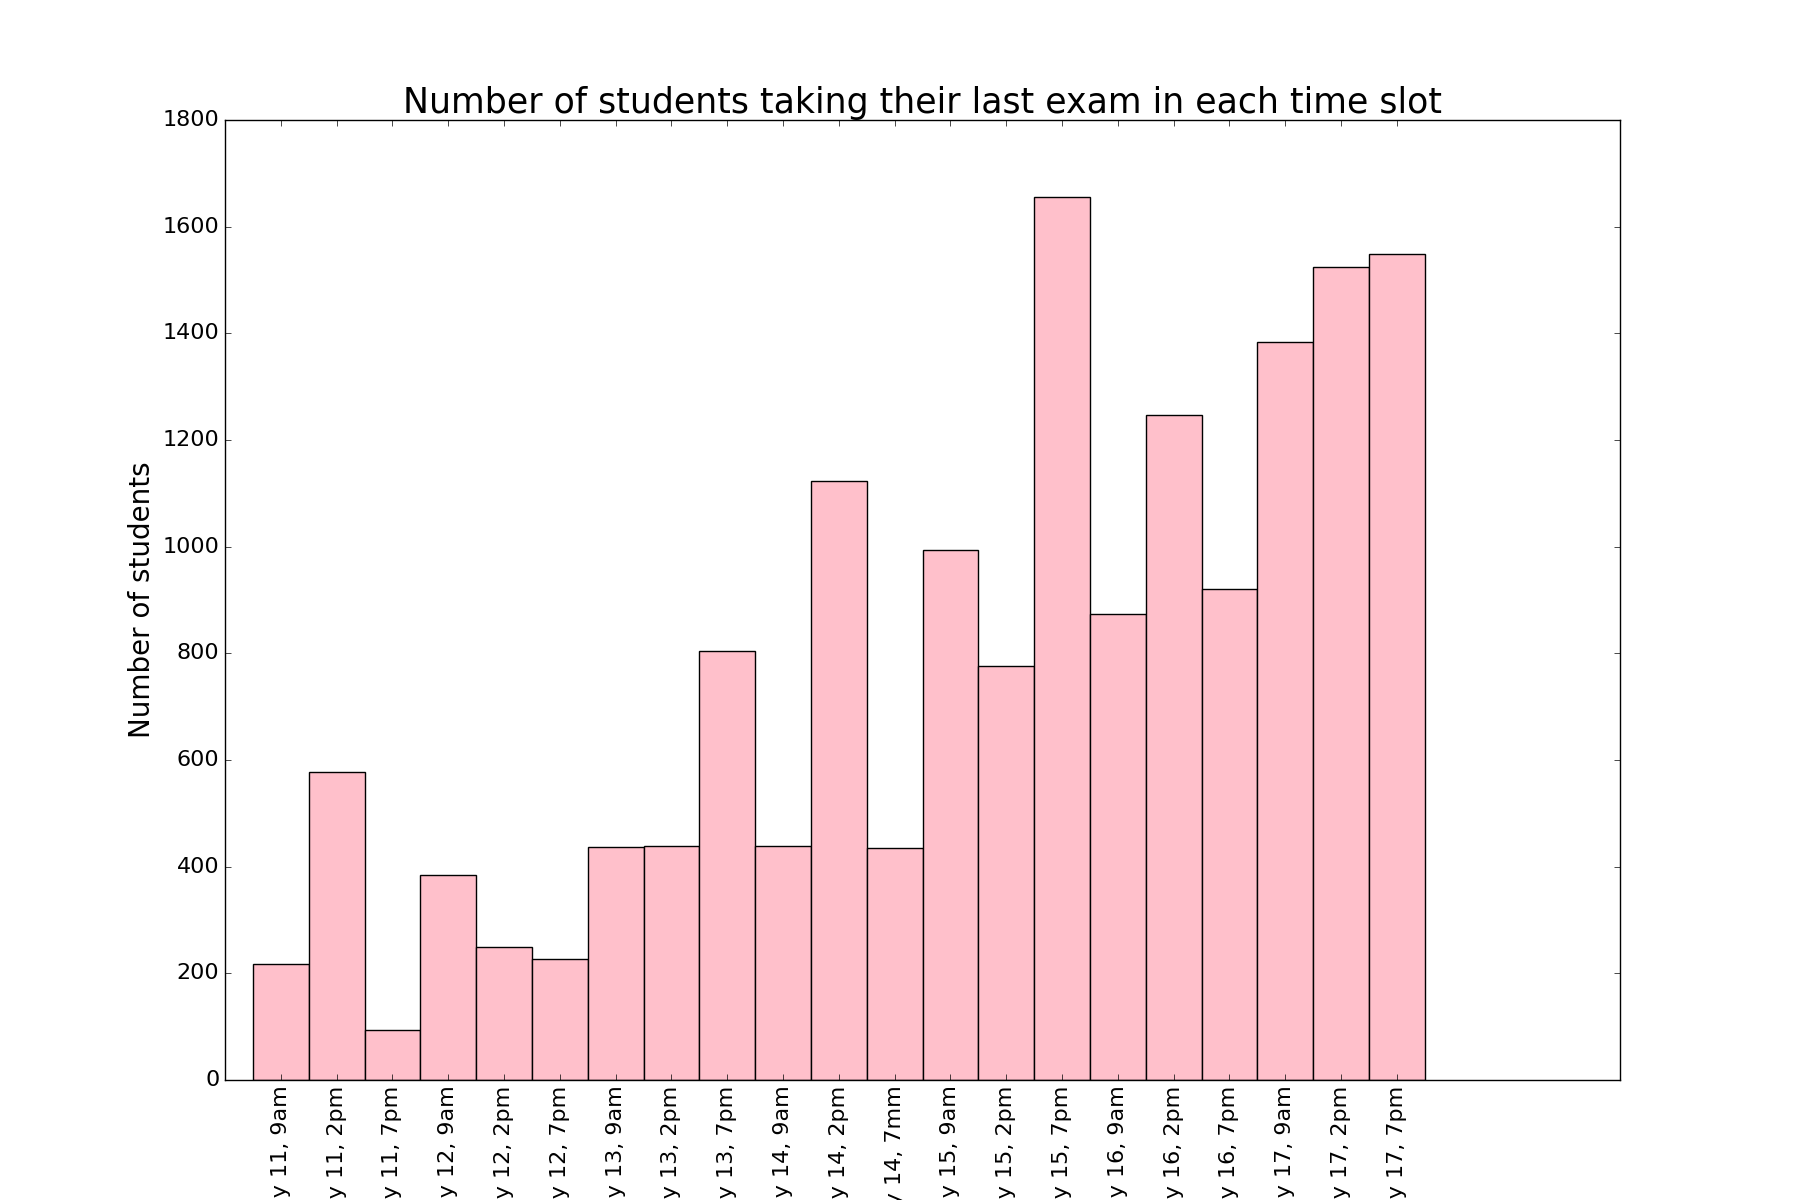 Number of students taking their last exam in each time slot
Number of students
1800
1600
1400
1200
1000
800
600
400
200
0
y 11, 9am
y 11, 2pm
y 11, 7pm
y 12, 9am
y 12, 2pm
y 12, 7pm
y 13, 9am
y 13, 2pm
y 13, 7pm
y 14, 9am
y 14, 2pm
y 14, 7mm
y 15, 9am
y 15, 2pm
y 15, 7pm
y 16, 9am
y 16, 2pm
y 16, 7pm
y 17, 9am
y 17, 2pm
y 17, 7pm